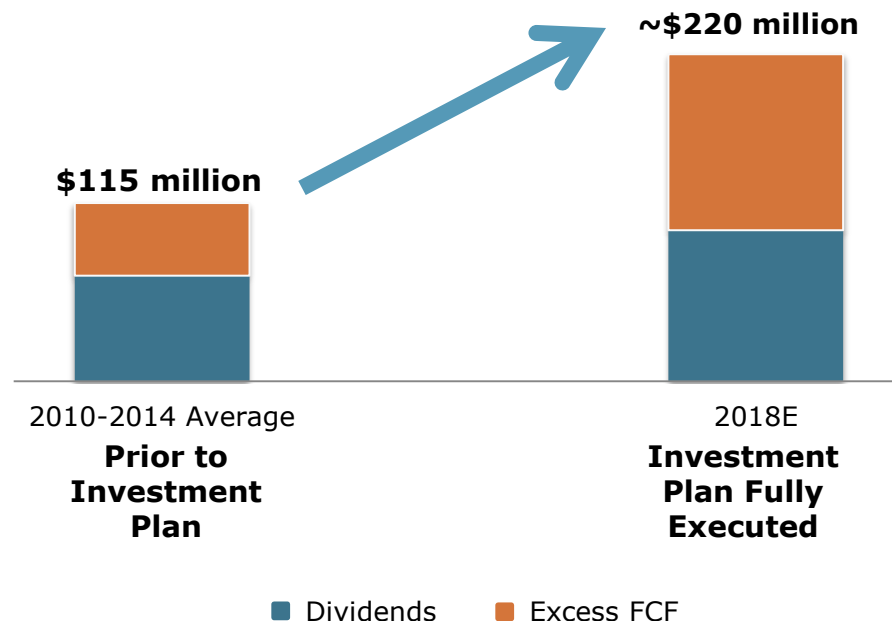 ~$220 million
$115 million
2010-2014 Average
Prior to
Investment
Plan
2018E
Investment
Plan Fully
Executed
Dividends
Excess FCF